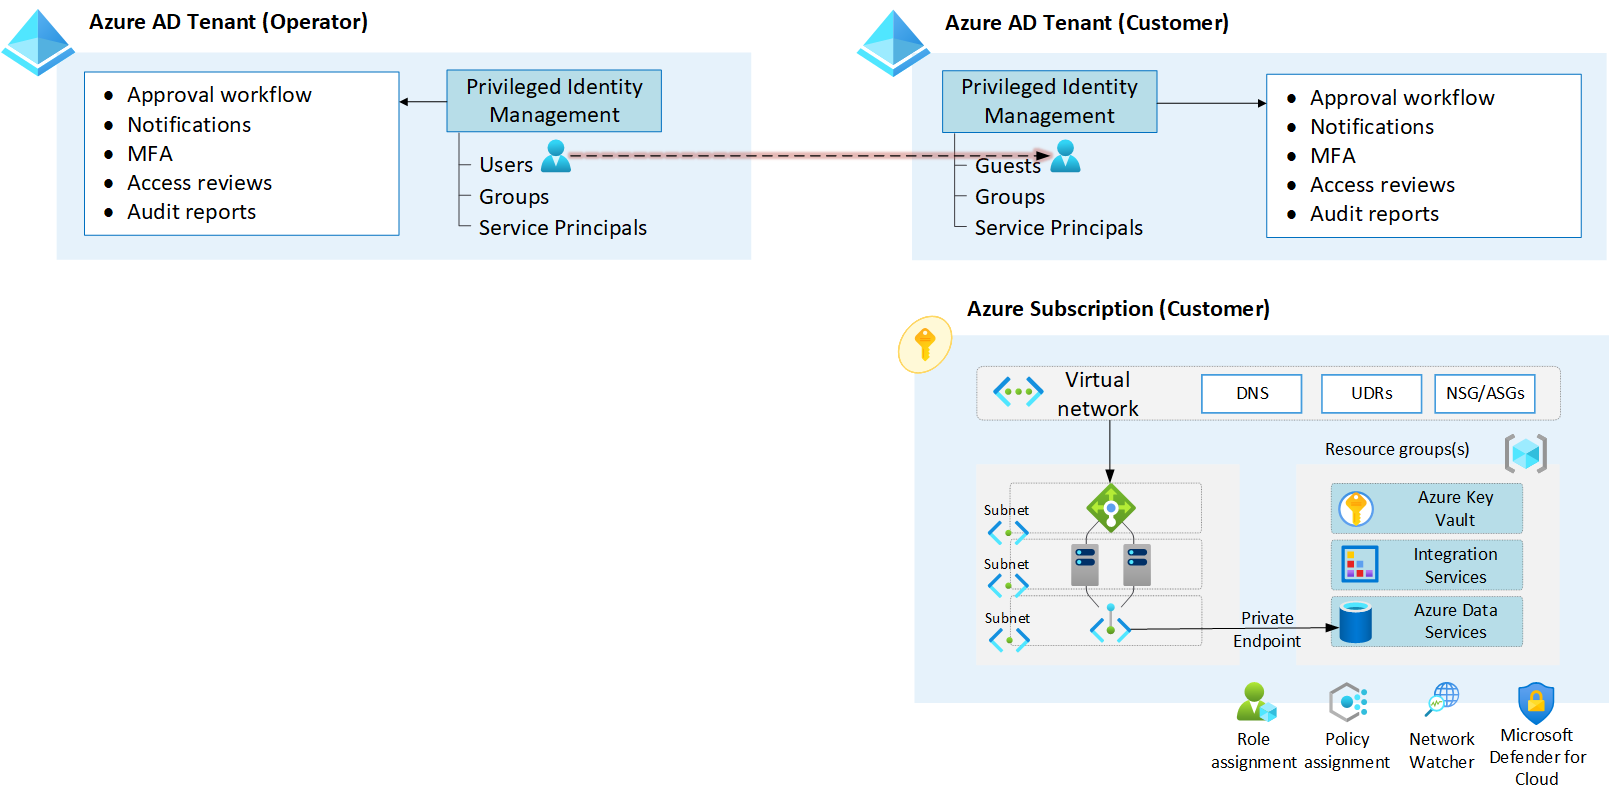 Azure AD Tenant (Operator)
Approval workflow
Notifications
MFA
Access reviews
Audit reports
Privileged Identity
Management
Users
Groups
Service Principals
Azure AD Tenant (Customer)
Privileged Identity
Management
Guests
Groups
Service Principals
Approval workflow
Notifications
MFA
Access reviews
Audit reports
Azure Subscription (Customer)
Virtual
network
DNS
UDRs
NSG/ASGs
Resource groups(s)
Subnet
Subnet
Subnet
Private
Endpoint
Azure Key
Vault
Integration
Services
Azure Data
Services
Role
assignment
Policy
assignment
Network
Watcher
Microsoft
Defender for
Cloud